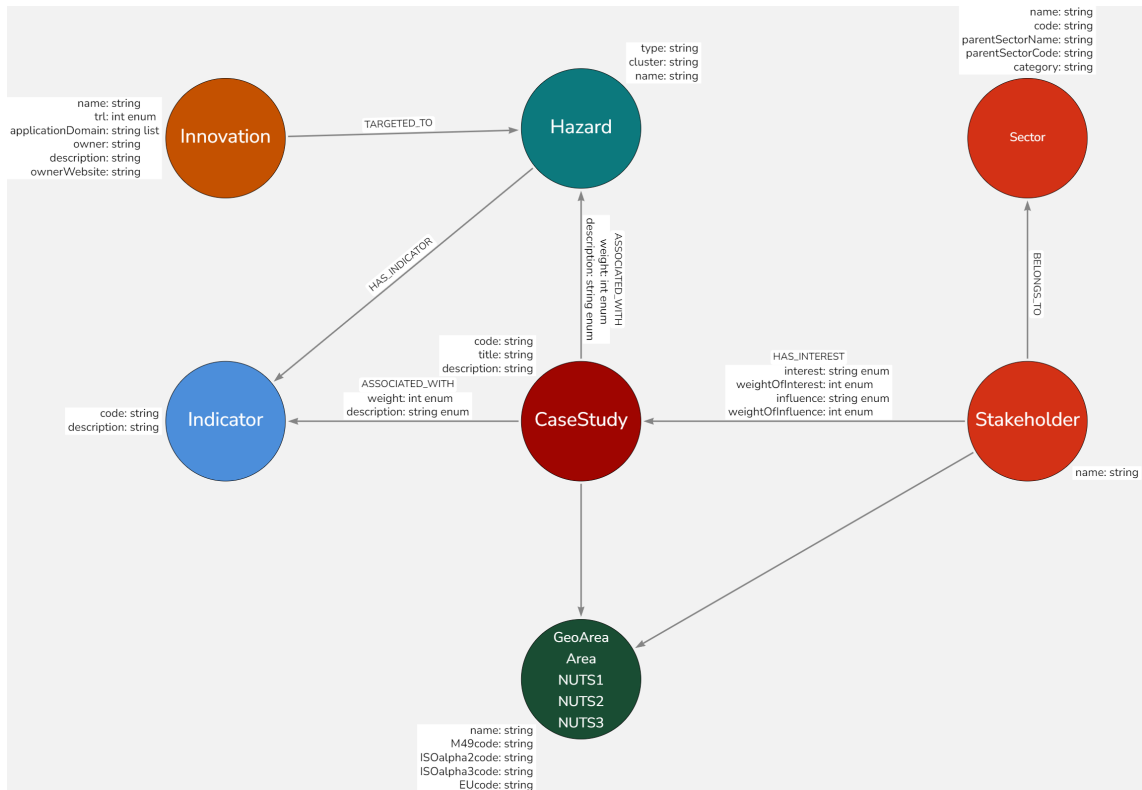 name: string
code: string
parentSectorName: string
parentSectorCode: string
category: string
type: string
cluster: string
name: string
name: string
trl: int enum
applicationDomain: string list
owner: string
description: string
ownerWebsite: string
Innovation
TARGETED_TO
Hazard
Sector
HAS_INDICATOR
ASSOCIATED_WITH
weight: int enum
description: string enum
BELONGS_TO
code: string
title: string
description: string
ASSOCIATED_WITH
weight: int enum
description: string enum
HAS_INTEREST
interest: string enum
weightOfInterest: int enum
influence: string enum
weightOfInfluence: int enum
code: string
description: string
Indicator
CaseStudy
Stakeholder
name: string
GeoArea
Area
NUTS1
NUTS2
NUTS3
name: string
M49code: string
ISOalpha2code: string
ISOalpha3code: string
EUcode: string